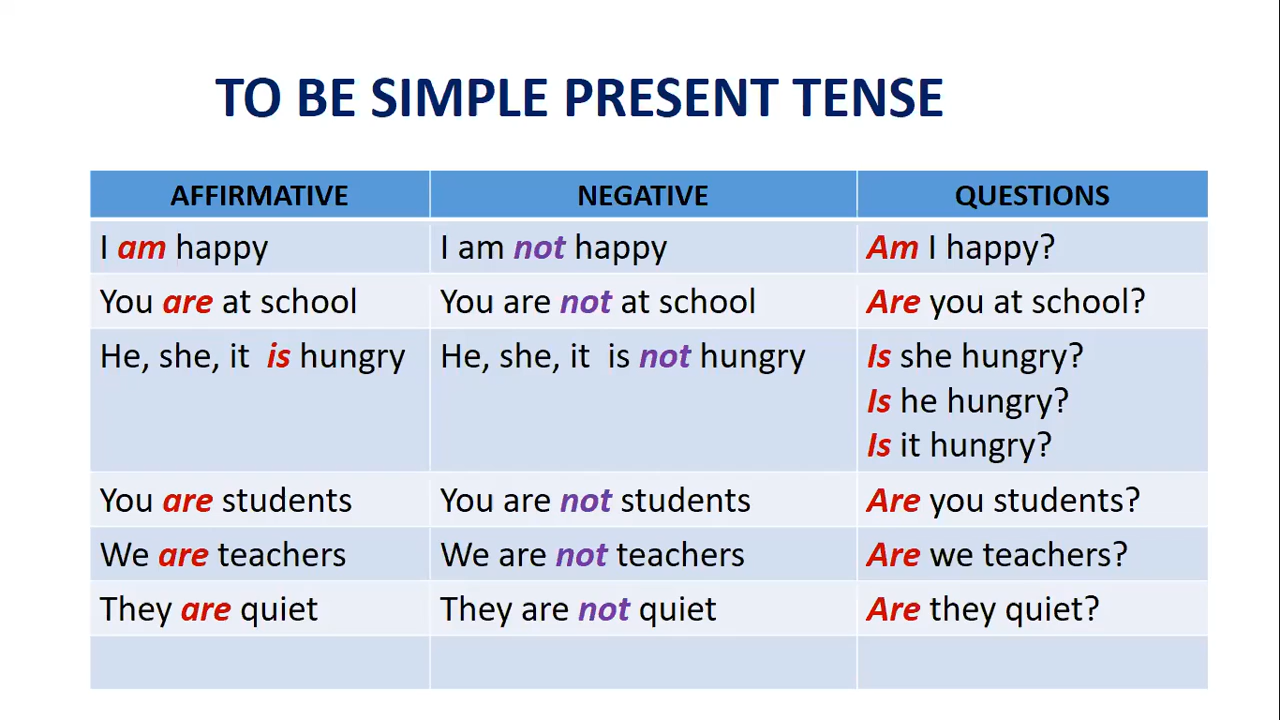 TO BE SIMPLE PRESENT TENSE
AFFIRMATIVE NEGATIVE QUESTIONS
I am happy I am not happy Am I happy?
You are at school You are not at school Are you at school?
He, she, it is hungry He, she, it is not hungry Is she hungry?
Is he hungry?
Is it hungry?
You are students You are not students Are you students?
We are teachers We are not teachers Are we teachers?
They are quiet They are not quiet Are they quiet?